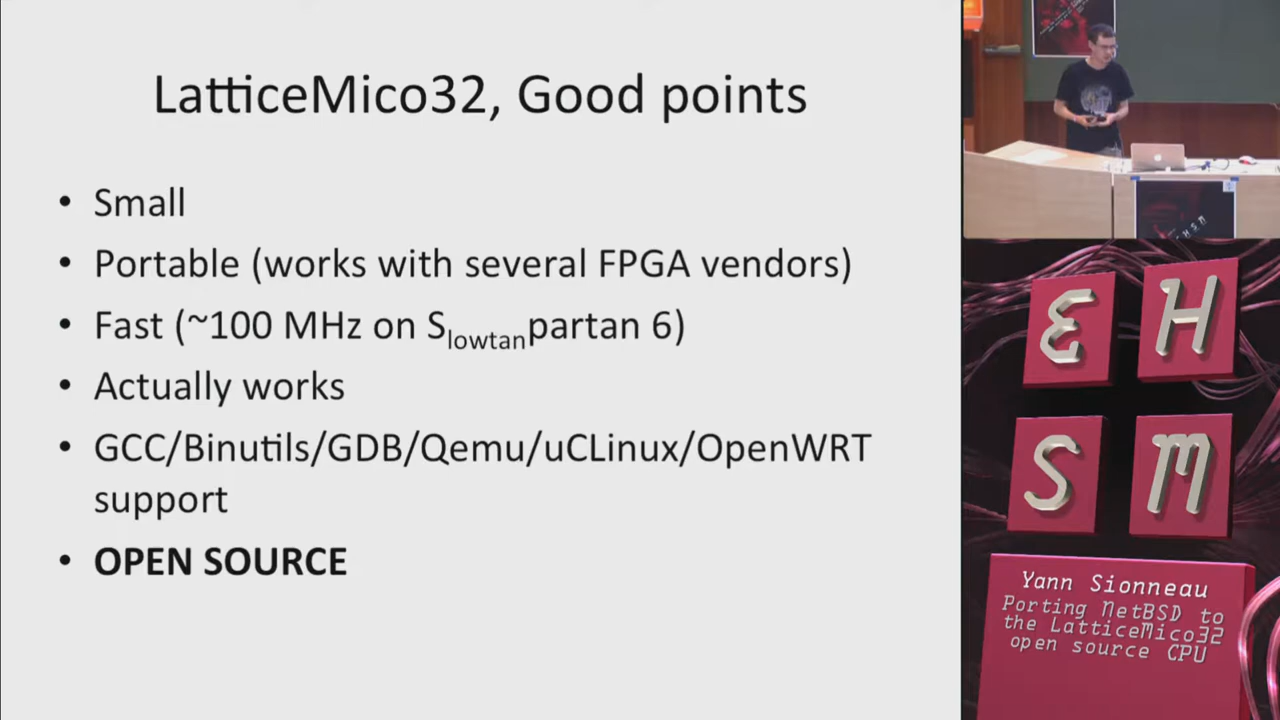 LatticeMico32, Good points
• Small
• Portable (works with several FPGA vendors)
• Fast (~100 MHz on Slowtanpartan 6)
• Actually works
• GCC/Binutils/GDB/Qemu/uCLinux/OpenWRT
support
• OPEN SOURCE
EHSM
E H
S M
Yann Sionneau
Porting NetBSD to
the LatticeMico32
open source CPU